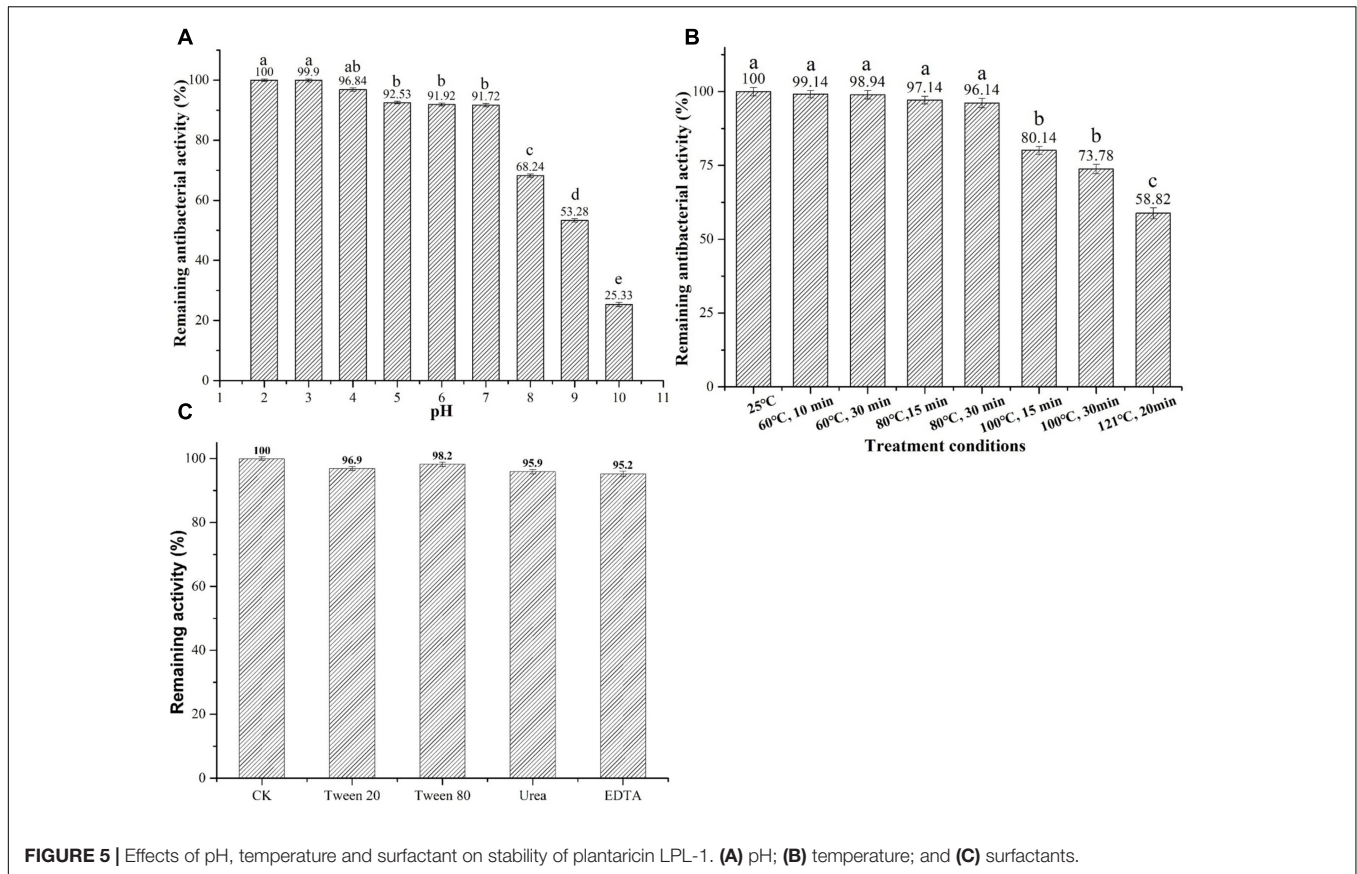 A
Remaining antibacterial activity (%)
100
80
60
40
20
0
a
100
a
99.9
ab
96.84
b
92.53
b
91.92
b
91.72
c
68.24
d
53.28
e
25.33
1 2 3 4 5 6 7 8 9 10 11
pH
B
Remaining antibacterial activity (%)
100
75
50
25
0
a
100
a
99.14
a
98.94
a
97.14
a
96.14
b
80.14
b
73.78
c
58.82
25°C
60°C, 10 min
60°C, 30 min
80°C,15 min
80°C, 30 min
100°C, 15 min
100°C, 30min
121°C, 20min
Treatment conditions
C
Remaining activity (%)
100
80
60
40
20
0
100
96.9
98.2
95.9
95.2
CK Tween 20 Tween 80 Urea EDTA
FIGURE 5 | Effects of pH, temperature and surfactant on stability of plantaricin LPL-1. (A) pH; (B) temperature; and (C) surfactants.